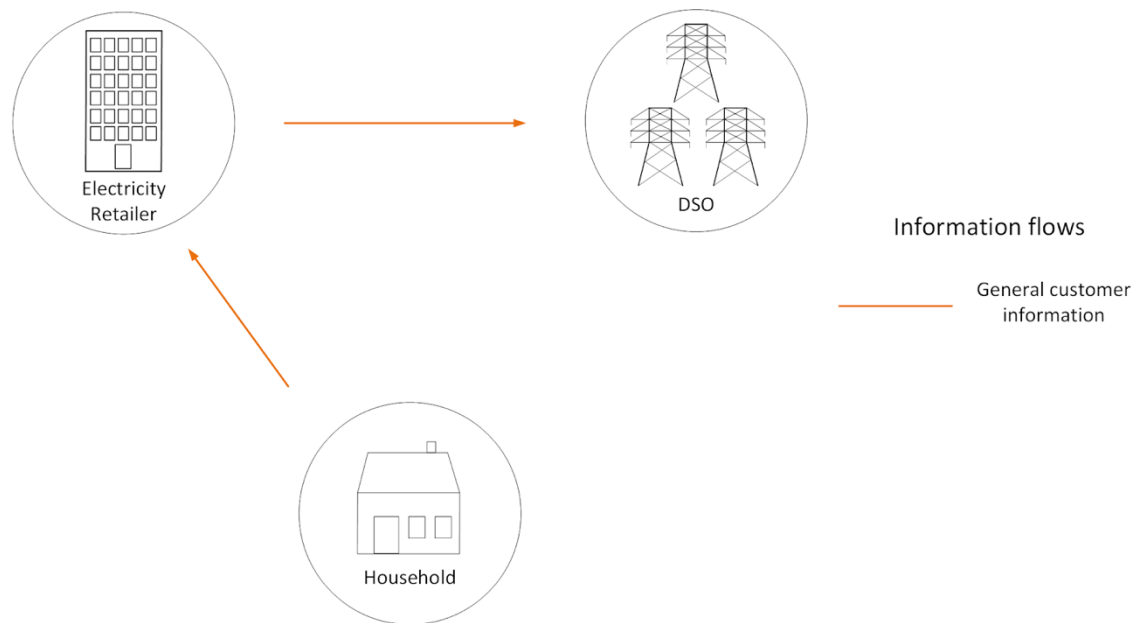 Electricity
Retailer
DSO
Information flows
General customer
information
Household